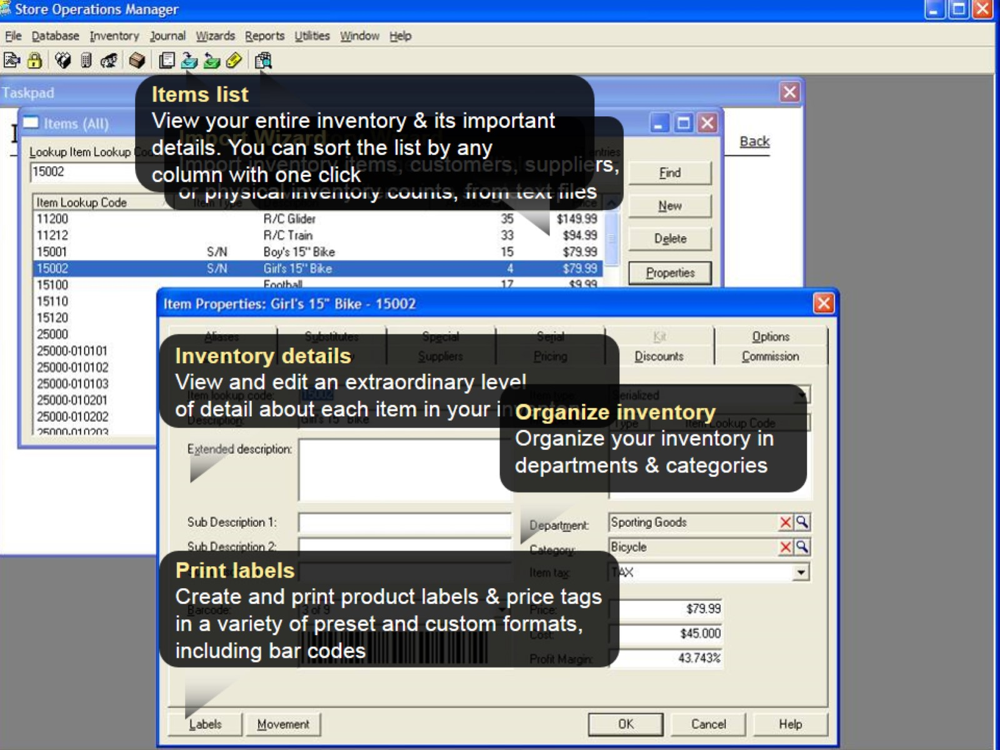 Store Operations Manager
File Database Inventory Journal Wizards Reports Utilities Window Help
Taskpad
Items (All)
Back
Items list
View your entire inventory & its important
details. You can sort the list by any
column with one click
Import Wizard
Import inventory items, customers, suppliers,
or physical inventory counts, from text files
Lookup Item Lookup
entries
15002
Find
New
Delete
Properties
Item Lookup Code Item Type Description Price
11200 R/C Glider 35 $149.99
11212 R/C Train 33 $94.99
15001 S/N Boy's 15" Bike 15 $79.99
15002 S/N Girl's 15" Bike 4 $79.99
15100 Football 17 $9.99
15110
15120
25000
25000-010101
25000-010102
25000-010103
25000-010201
25000-010202
25000-010203
Item Properties: Girl's 15" Bike - 15002
Aliases Substitutes Special Serial Kit Options
Suppliers Pricing Discounts Commission
Inventory details
View and edit an extraordinary level
of detail about each item in your inventory
Item lookup code: 15002
Item type: Serialized
Description: Girl's 15" Bike
Type Item Lookup Code
Organize inventory
Organize your inventory in
departments & categories
Extended description:
Sub Description 1:
Sub Description 2:
Department: Sporting Goods
Category: Bicycle
Item tax: TAX
Print labels
Create and print product labels & price tags
in a variety of preset and custom formats,
including bar codes
Barcode: 3 of 9
Price: $79.99
Cost: $45.000
Profit Margin: 43.743%
Labels Movement OK Cancel Help